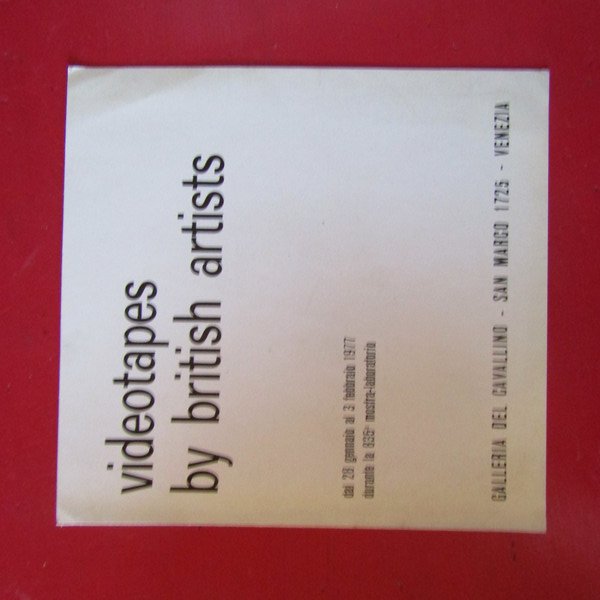 videotapes
by british artists
dal 28 gennaio al 3 febbraio 1977
durante la 835ª mostra-laboratorio
GALLERIA DEL CAVALLINO - SAN MARCO 1725 - VENEZIA